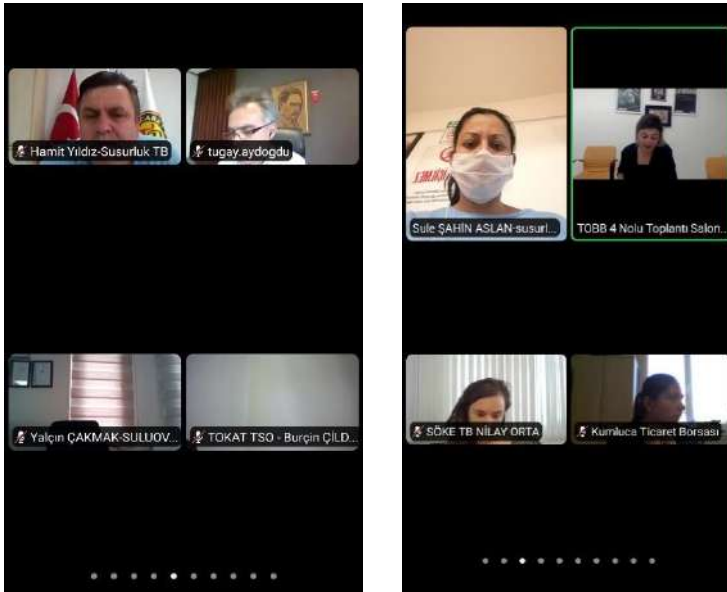 Hamit Yıldız-Susurluk TB
tugay.aydogdu
Yalçın ÇAKMAK-SULUOV...
TOKAT TSO - Burçin ÇİLD...
Sule ŞAHİN ASLAN-susurl...
TOBB 4 Nolu Toplantı Salon...
SÖKE TB NİLAY ORTA
Kumluca Ticaret Borsası